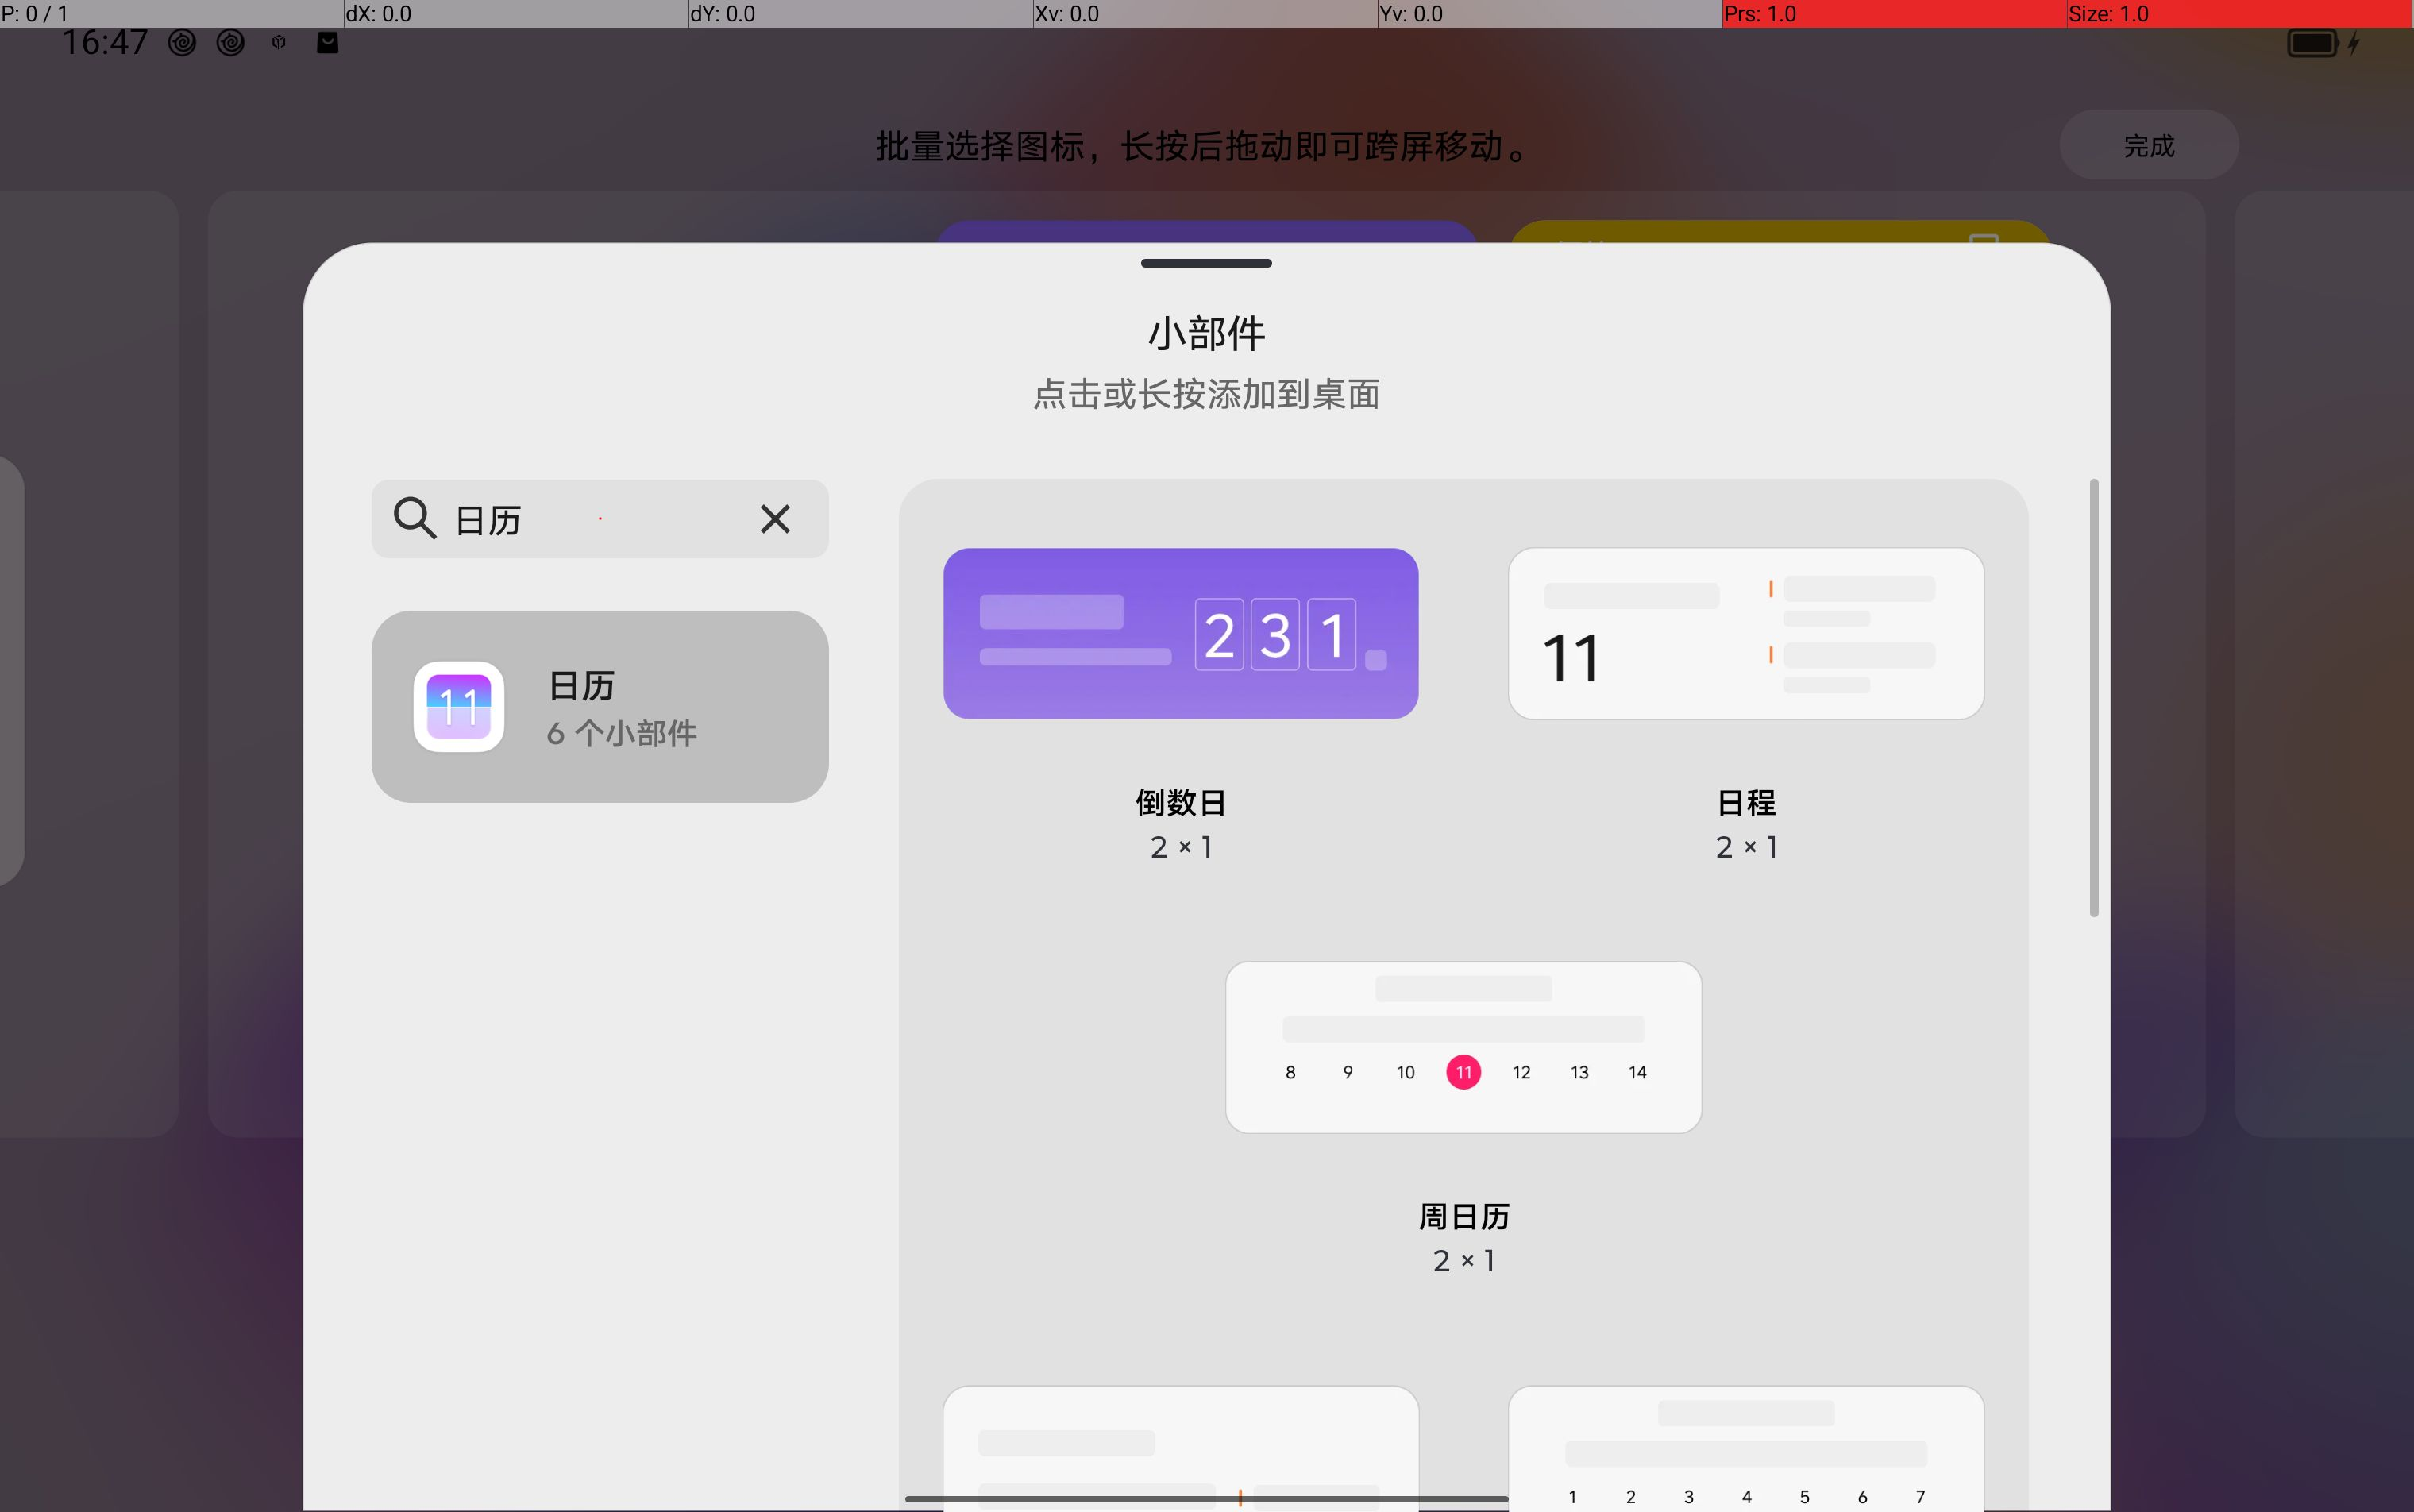 P: 0 / 1 dX: 0.0 dY: 0.0 Xv: 0.0 Yv: 0.0 Prs: 1.0 Size: 1.0
16:47
批量选择图标，长按后拖动即可跨屏移动。
完成
小部件
点击或长按添加到桌面
日历
11
日历
6 个小部件
2 3 1
11
倒数日
2 × 1
日程
2 × 1
8 9 10 11 12 13 14
周日历
2 × 1
1 2 3 4 5 6 7